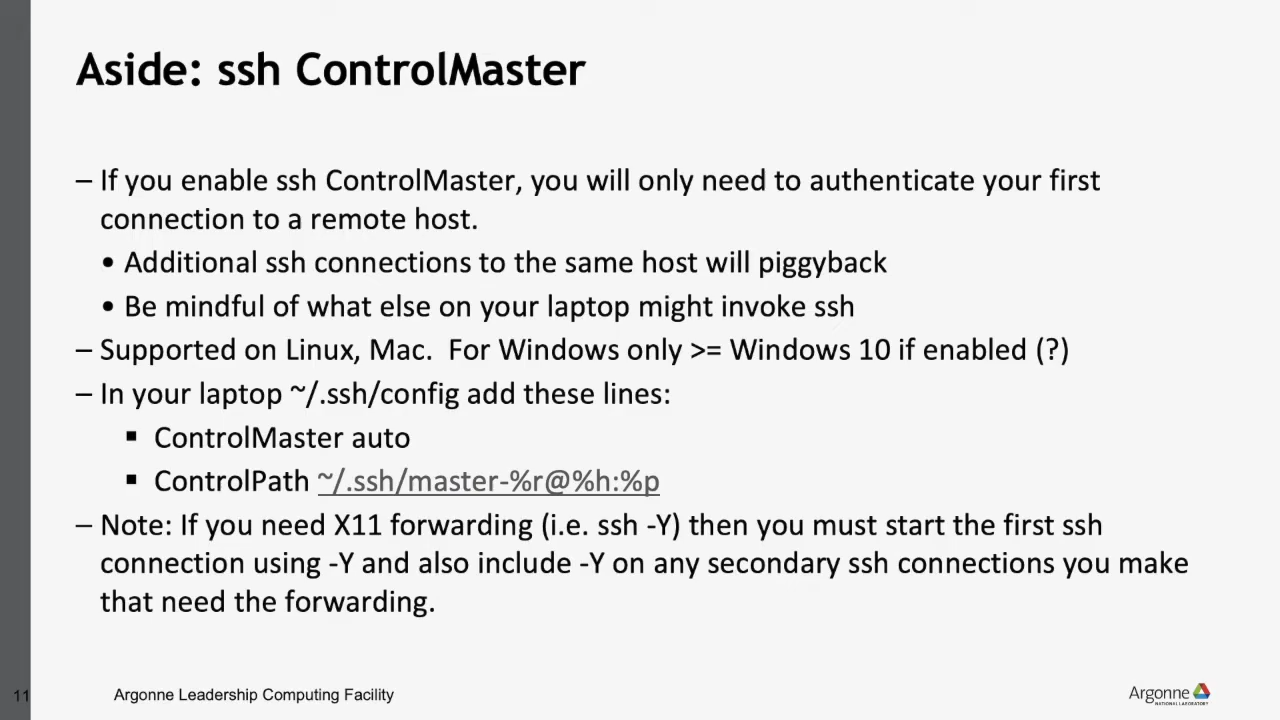 Aside: ssh ControlMaster
– If you enable ssh ControlMaster, you will only need to authenticate your first
connection to a remote host.
• Additional ssh connections to the same host will piggyback
• Be mindful of what else on your laptop might invoke ssh
– Supported on Linux, Mac.  For Windows only >= Windows 10 if enabled (?)
– In your laptop ~/.ssh/config add these lines:
▪ ControlMaster auto
▪ ControlPath ~/.ssh/master-%r@%h:%p
– Note: If you need X11 forwarding (i.e. ssh -Y) then you must start the first ssh
connection using -Y and also include -Y on any secondary ssh connections you make
that need the forwarding.
11
Argonne Leadership Computing Facility
Argonne
NATIONAL LABORATORY